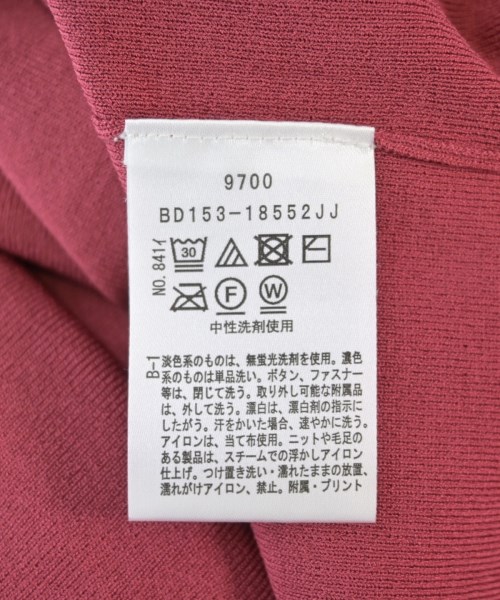 9700
BD153-18552JJ
NO.841イ
30
F W
中性洗剤使用
B-1
淡色系のものは、無蛍光洗剤を使用。濃色
系のものは単品洗い。ボタン、ファスナー
等は、閉じて洗う。取り外し可能な附属品
は、外して洗う。漂白は、漂白剤の指示に
したがう。汗をかいた場合、速やかに洗う。
アイロンは、当て布使用。ニットや毛足の
ある製品は、スチームでの浮かしアイロン
仕上げ。つけ置き洗い・濡れたままの放置、
濡れがけアイロン、禁止。附属・プリント